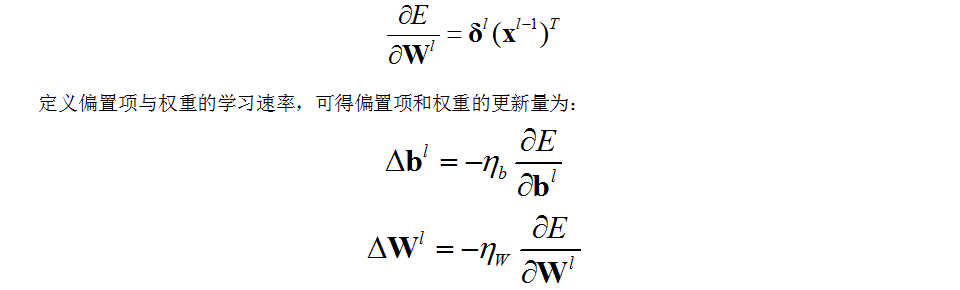 ∂E/∂W^l = δ^l (x^{l−1})^T
定义偏置项与权重的学习速率，可得偏置项和权重的更新量为：
Δb^l = −η_b ∂E/∂b^l
ΔW^l = −η_W ∂E/∂W^l